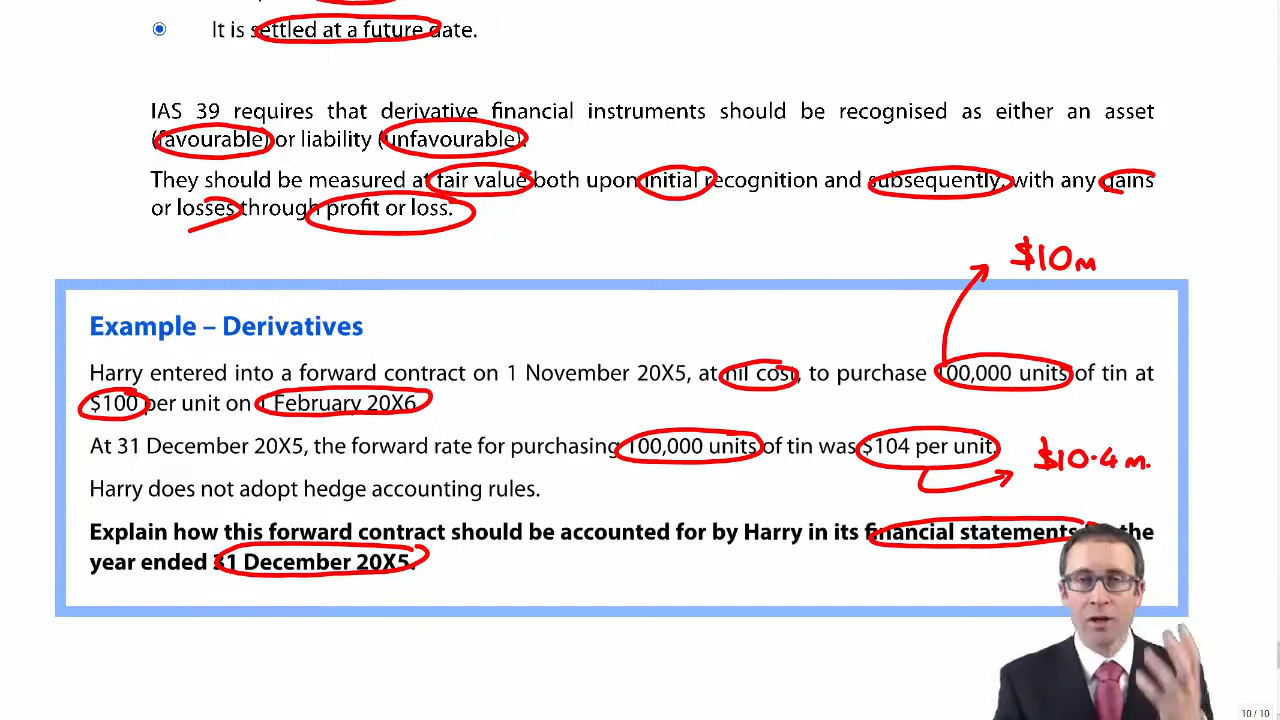 It is settled at a future date.
IAS 39 requires that derivative financial instruments should be recognised as either an asset
(favourable) or liability (unfavourable).
They should be measured at fair value both upon initial recognition and subsequently, with any gains
or losses through profit or loss.
$10m
Example – Derivatives
Harry entered into a forward contract on 1 November 20X5, at nil cost, to purchase 100,000 units of tin at
$100 per unit on 1 February 20X6.
At 31 December 20X5, the forward rate for purchasing 100,000 units of tin was $104 per unit.
$10.4m.
Harry does not adopt hedge accounting rules.
Explain how this forward contract should be accounted for by Harry in its financial statements the
year ended 31 December 20X5.
10 / 10